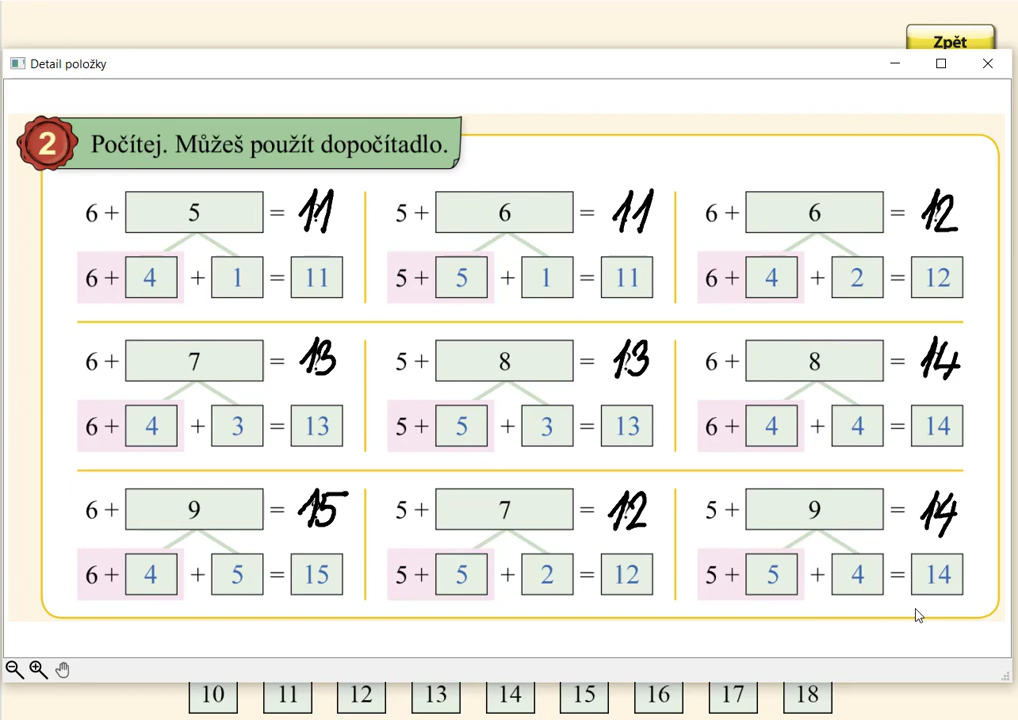 Zpět
Detail položky
2 Počítej. Můžeš použít dopočítadlo.
6 + 5 = 11 5 + 6 = 11 6 + 6 = 12
6 + 4 + 1 = 11 5 + 5 + 1 = 11 6 + 4 + 2 = 12
6 + 7 = 13 5 + 8 = 13 6 + 8 = 14
6 + 4 + 3 = 13 5 + 5 + 3 = 13 6 + 4 + 4 = 14
6 + 9 = 15 5 + 7 = 12 5 + 9 = 14
6 + 4 + 5 = 15 5 + 5 + 2 = 12 5 + 5 + 4 = 14
10 11 12 13 14 15 16 17 18